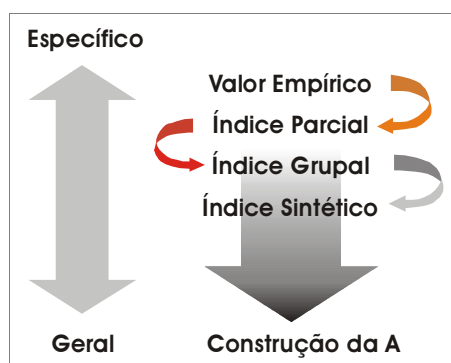 Específico
Valor Empírico
Índice Parcial
Índice Grupal
Índice Sintético
Geral
Construção da A